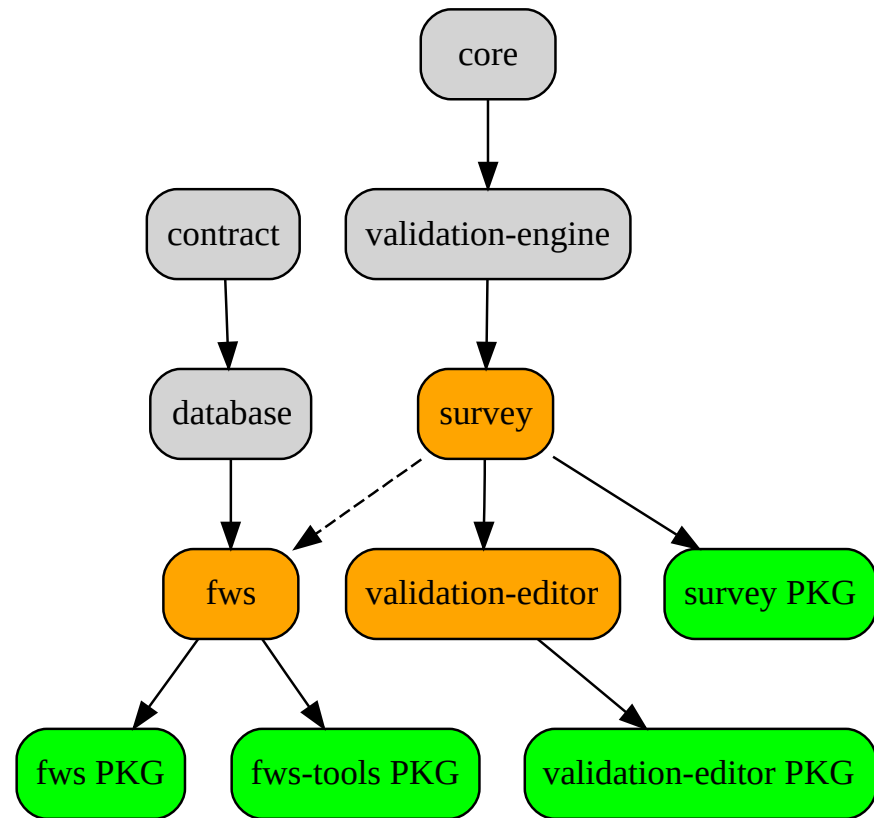 core
contract
validation-engine
database
survey
fws
validation-editor
survey PKG
fws PKG
fws-tools PKG
validation-editor PKG